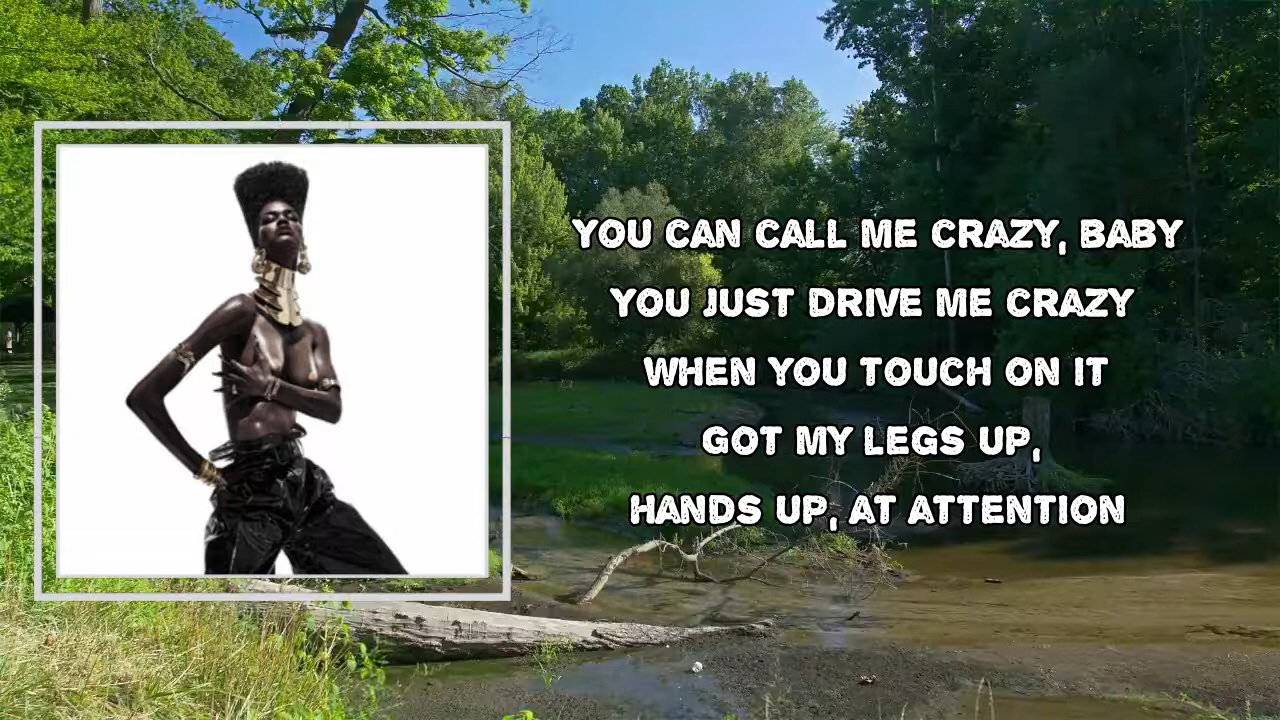 YOU CAN CALL ME CRAZY, BABY
YOU JUST DRIVE ME CRAZY
WHEN YOU TOUCH ON IT
GOT MY LEGS UP,
HANDS UP, AT ATTENTION